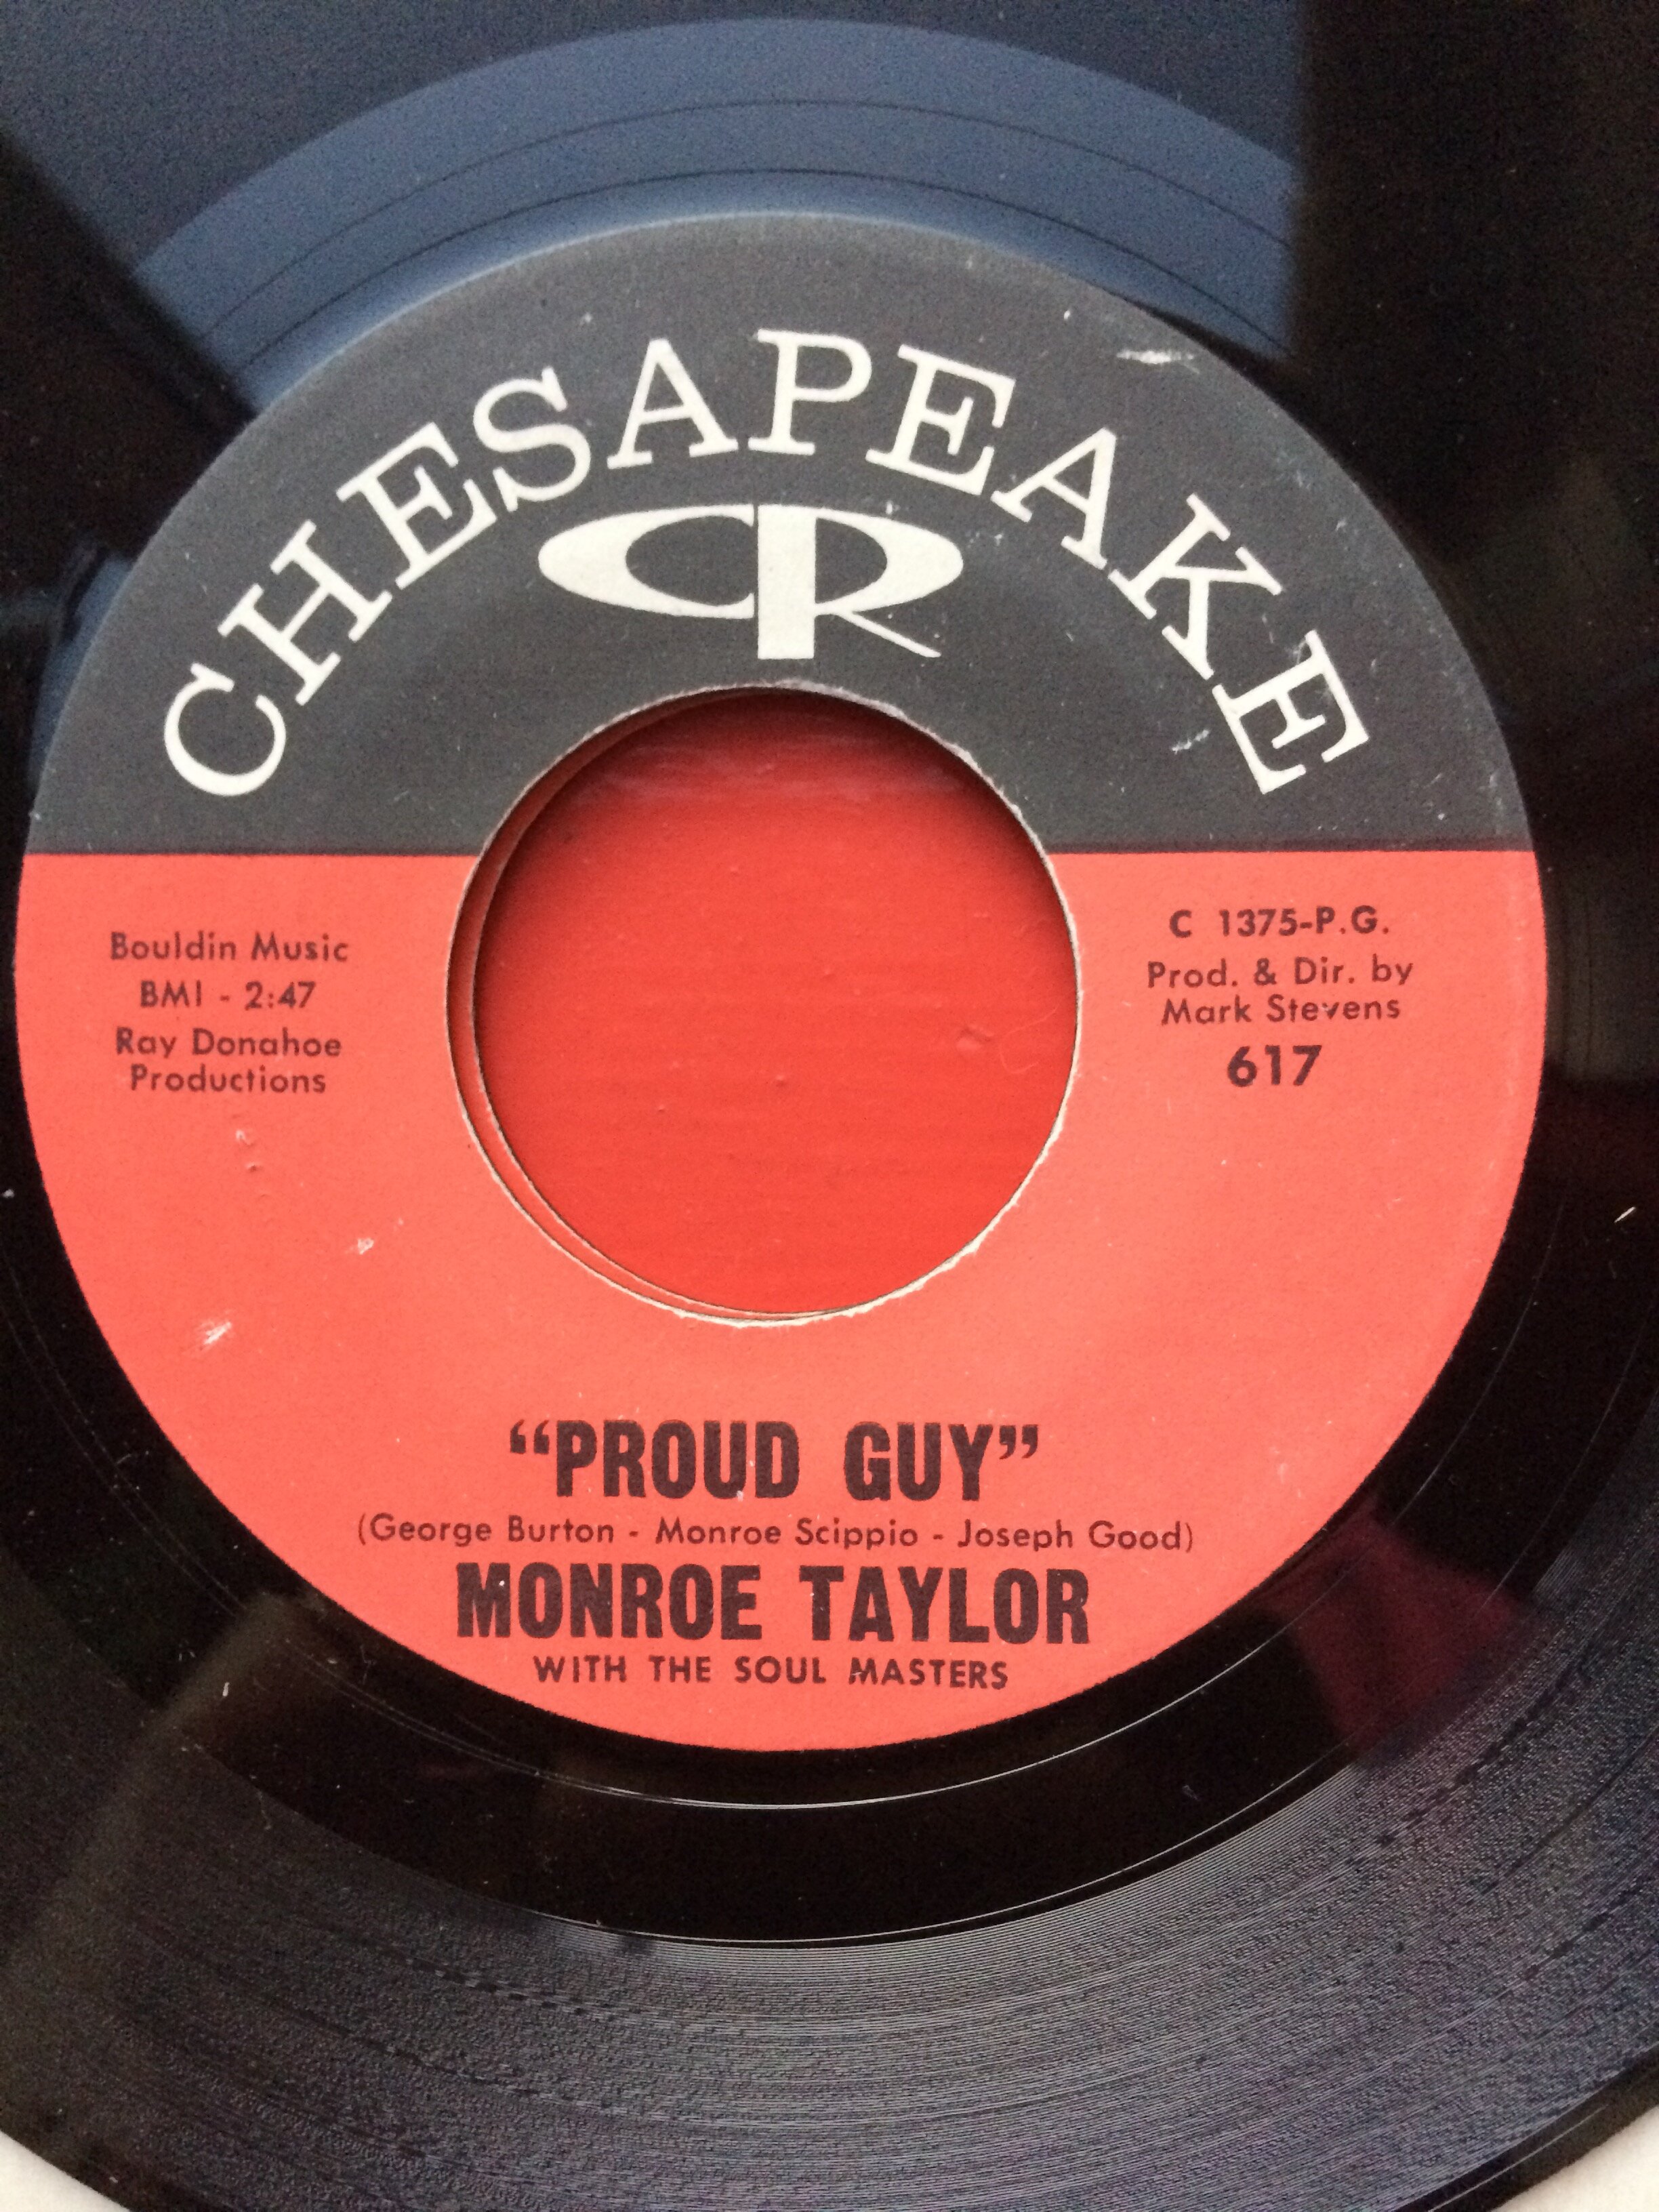 CHESAPEAKE
CR
Bouldin Music
BMI - 2:47
Ray Donahoe
Productions
C 1375-P.G.
Prod. & Dir. by
Mark Stevens
617
“PROUD GUY”
(George Burton - Monroe Scippio - Joseph Good)
MONROE TAYLOR
WITH THE SOUL MASTERS